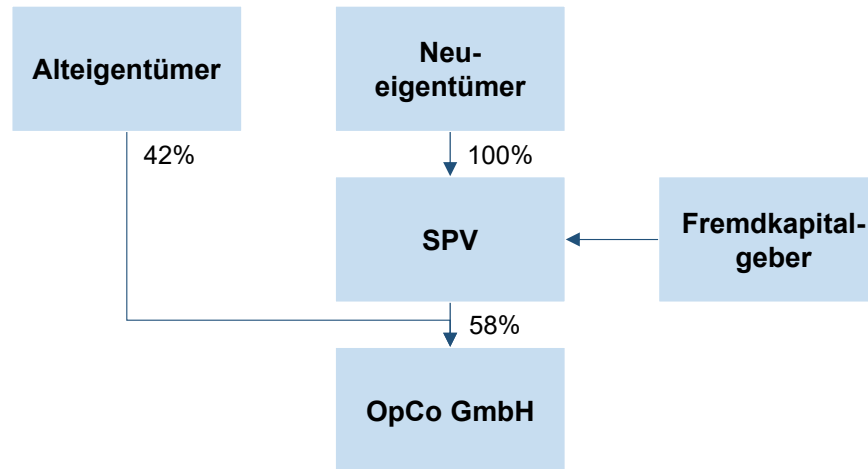 Alteigentümer
Neu-
eigentümer
42%
100%
SPV
Fremdkapital-
geber
58%
OpCo GmbH